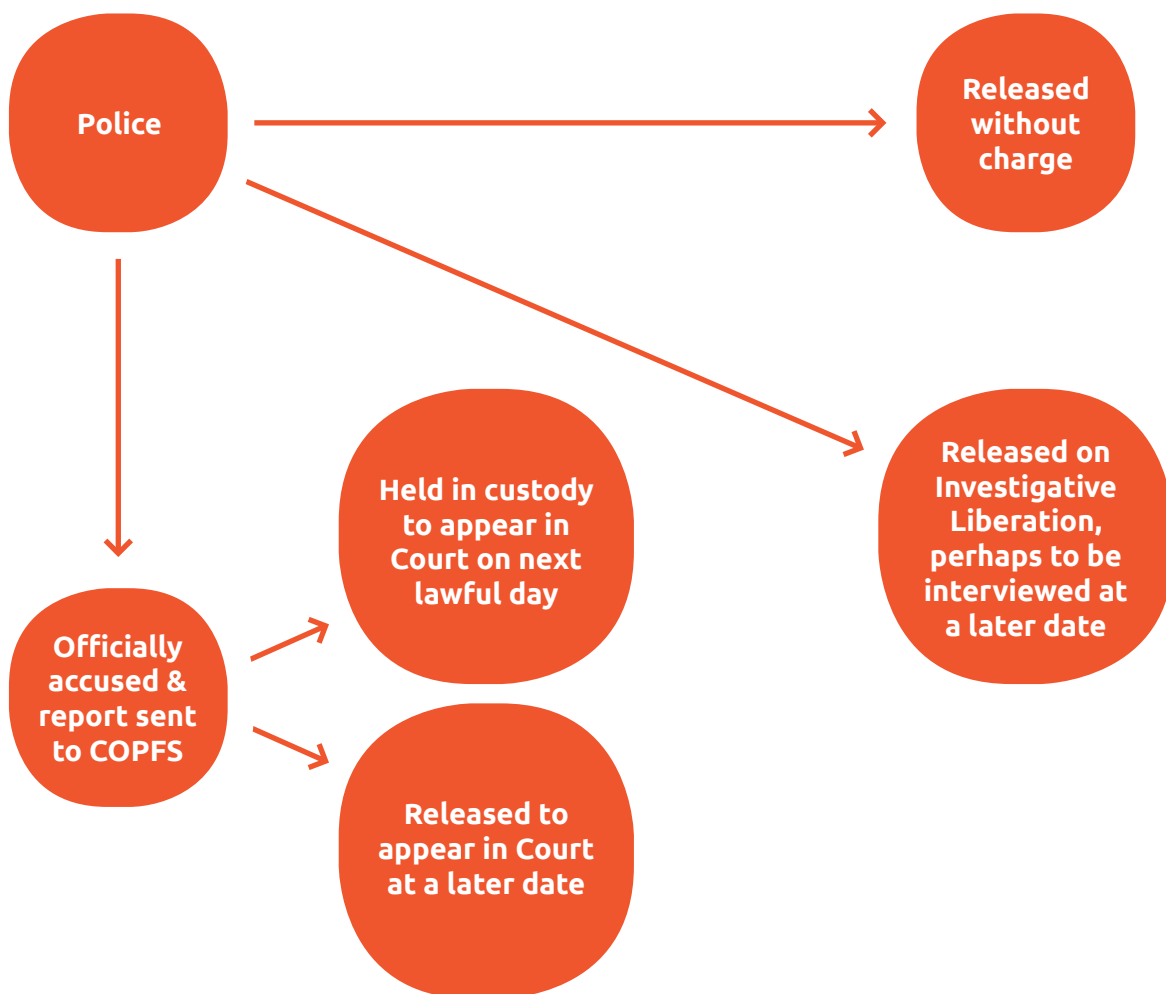 Police
Released
without
charge
Held in custody
to appear in
Court on next
lawful day
Released on
Investigative
Liberation,
perhaps to be
interviewed at
a later date
Officially
accused &
report sent
to COPFS
Released to
appear in Court
at a later date